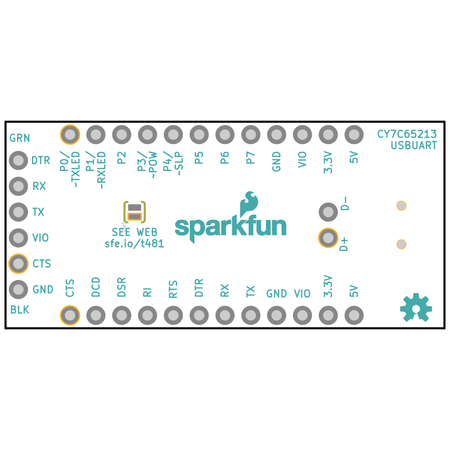 GRN
DTR
RX
TX
VIO
CTS
GND
BLK
P0/
-TXLED
P1/
-RXLED
P2
P3/
-POW
P4/
-SLP
P5
P6
P7
GND
VIO
3.3V
5V
CY7C65213
USBUART
SEE WEB
sfe.io/t481
sparkfun
D-
D+
CTS
DCD
DSR
RI
RTS
DTR
RX
TX
GND
VIO
3.3V
5V